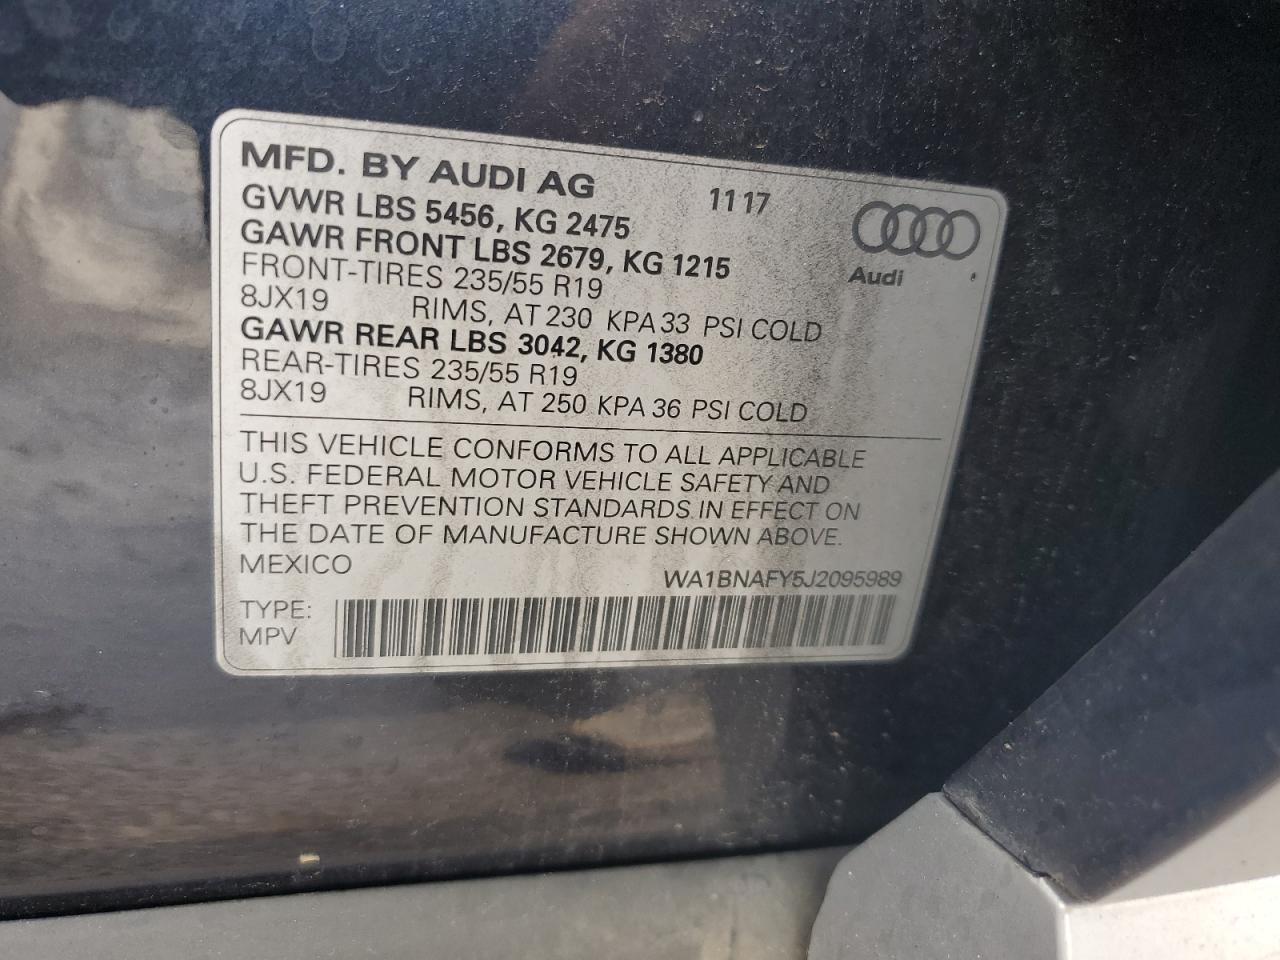 MFD. BY AUDI AG 11 17
GVWR LBS 5456, KG 2475
GAWR FRONT LBS 2679, KG 1215
Audi
FRONT-TIRES 235/55 R19
8JX19 RIMS, AT 230 KPA 33 PSI COLD
GAWR REAR LBS 3042, KG 1380
REAR-TIRES 235/55 R19
8JX19 RIMS, AT 250 KPA 36 PSI COLD
THIS VEHICLE CONFORMS TO ALL APPLICABLE
U.S. FEDERAL MOTOR VEHICLE SAFETY AND
THEFT PREVENTION STANDARDS IN EFFECT ON
THE DATE OF MANUFACTURE SHOWN ABOVE.
MEXICO
WA1BNAFY5J2095989
TYPE:
MPV